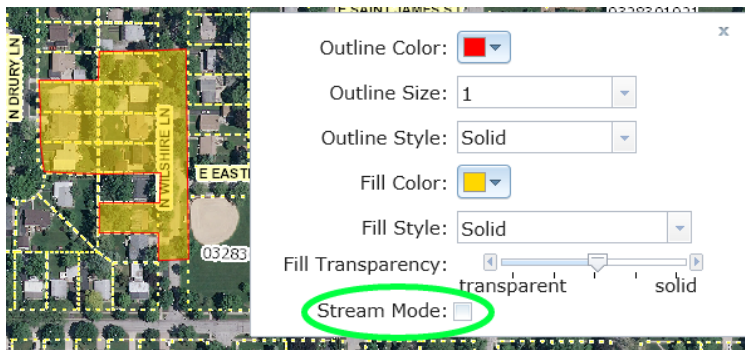 E SAINT JAMES ST
0328301021
x
Outline Color:
N DRURY LN
Outline Size: 1
Outline Style: Solid
N WILSHIRE LN
E EAST
Fill Color:
Fill Style: Solid
03283
Fill Transparency:
transparent solid
Stream Mode: